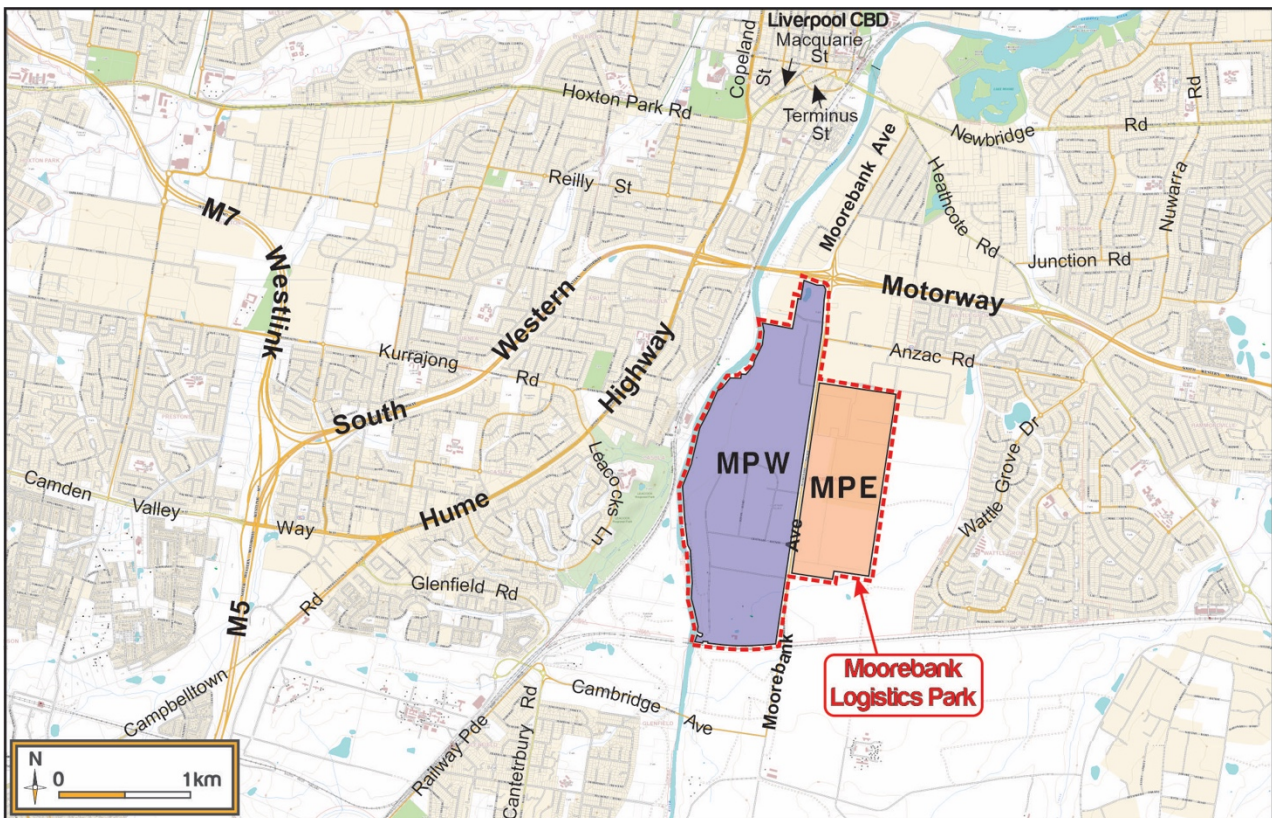 Liverpool CBD
Macquarie
St
Copeland
St
Terminus
St
Hoxton Park Rd
Newbridge Rd
Nuwarra Rd
Moorebank Ave
Heathcote Rd
Reilly St
M7
Westlink
Junction Rd
South Western Motorway
Kurrajong Rd
Anzac Rd
Hume Highway
Leacocks Ln
MPW
MPE
Wattle Grove Dr
Camden Valley Way
Glenfield Rd
M5
Campbelltown Rd
Moorebank Ave
Moorebank
Logistics Park
Cambridge Ave
Railway Pde
Cantetrbury Rd
N
0 1km